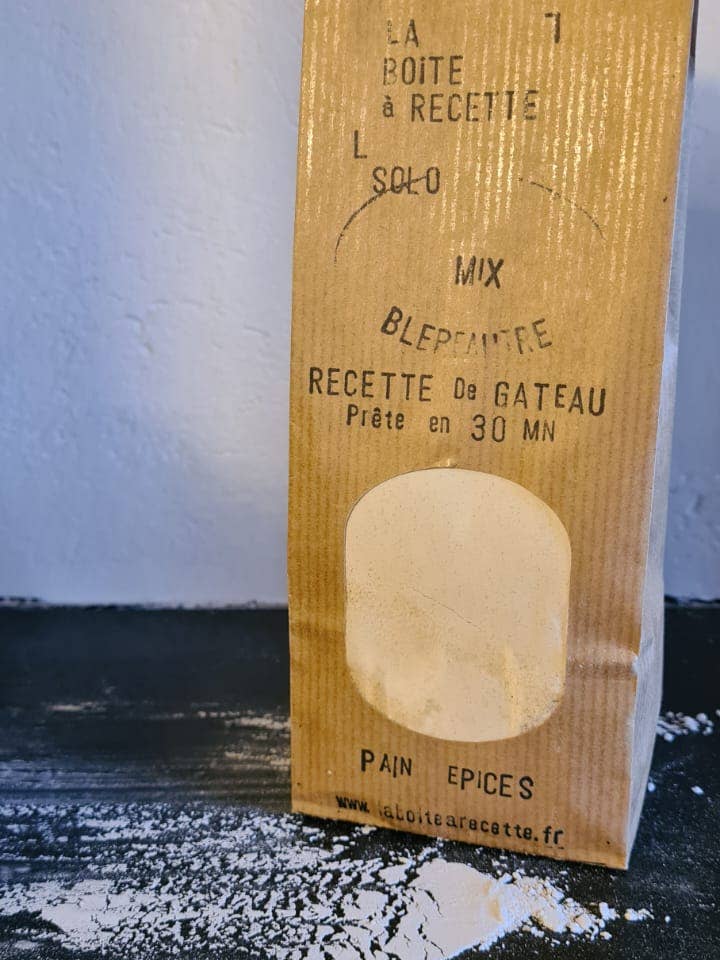 LA
BOiTE
à RECETTE
SOLO
MIX
RECETTE De GATEAU
Prête en 30 MN
PAIN EPICES
www.laboitearecette.fr